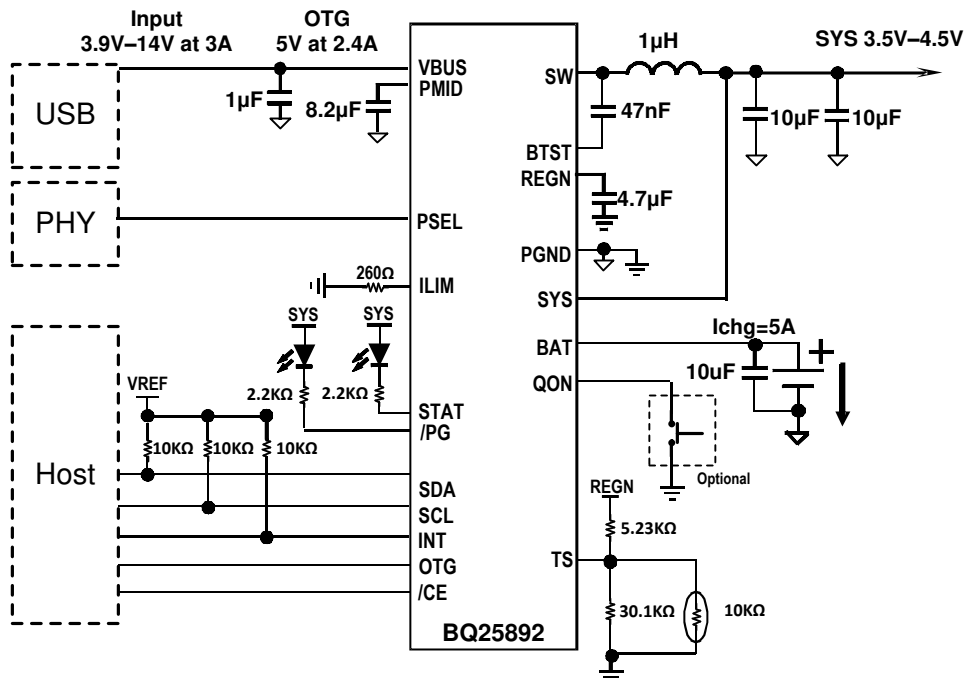 Input
3.9V–14V at 3A
OTG
5V at 2.4A
1µH
SYS 3.5V–4.5V
USB
VBUS
PMID
SW
1µF
8.2µF
47nF
10µF
10µF
BTST
REGN
4.7µF
PHY
PSEL
PGND
260Ω
ILIM
SYS
SYS
SYS
Ichg=5A
BAT
10uF
+
QON
VREF
2.2KΩ
2.2KΩ
STAT
/PG
10KΩ
10KΩ
10KΩ
Host
Optional
REGN
SDA
SCL
INT
5.23KΩ
TS
OTG
/CE
30.1KΩ
10KΩ
BQ25892